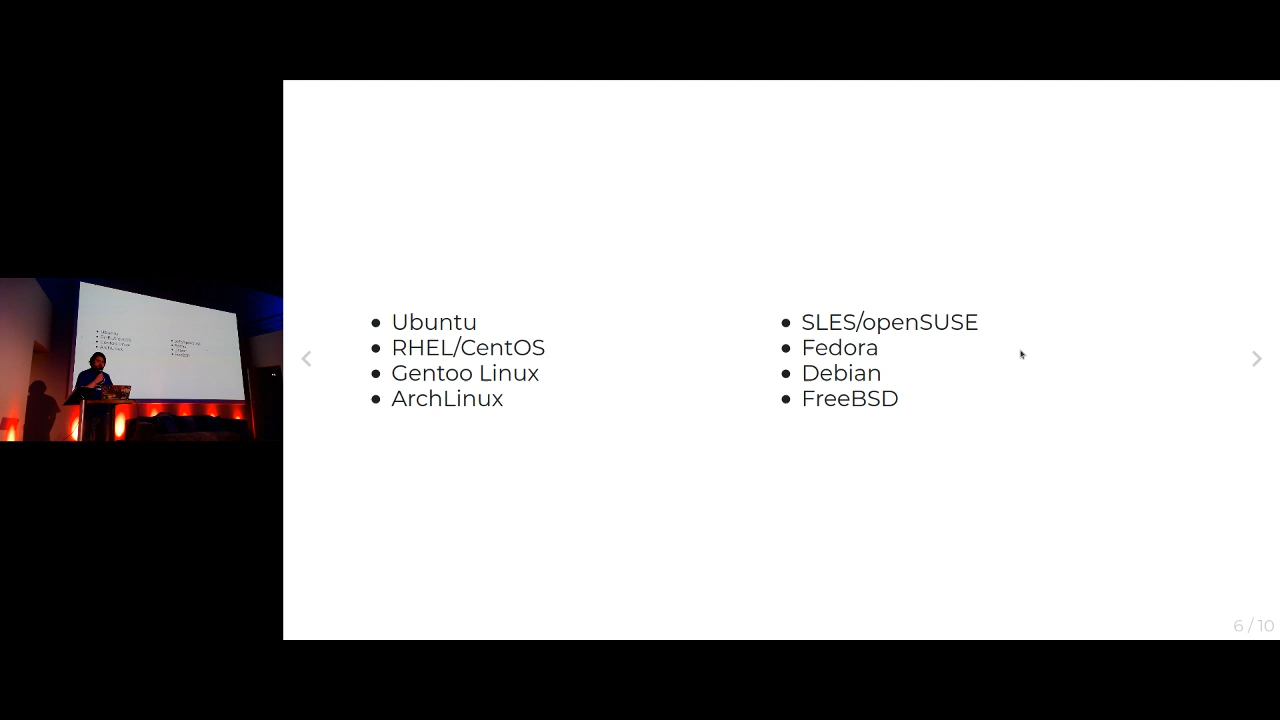 Ubuntu
RHEL/CentOS
Gentoo Linux
ArchLinux
SLES/openSUSE
Fedora
Debian
FreeBSD
6 / 10